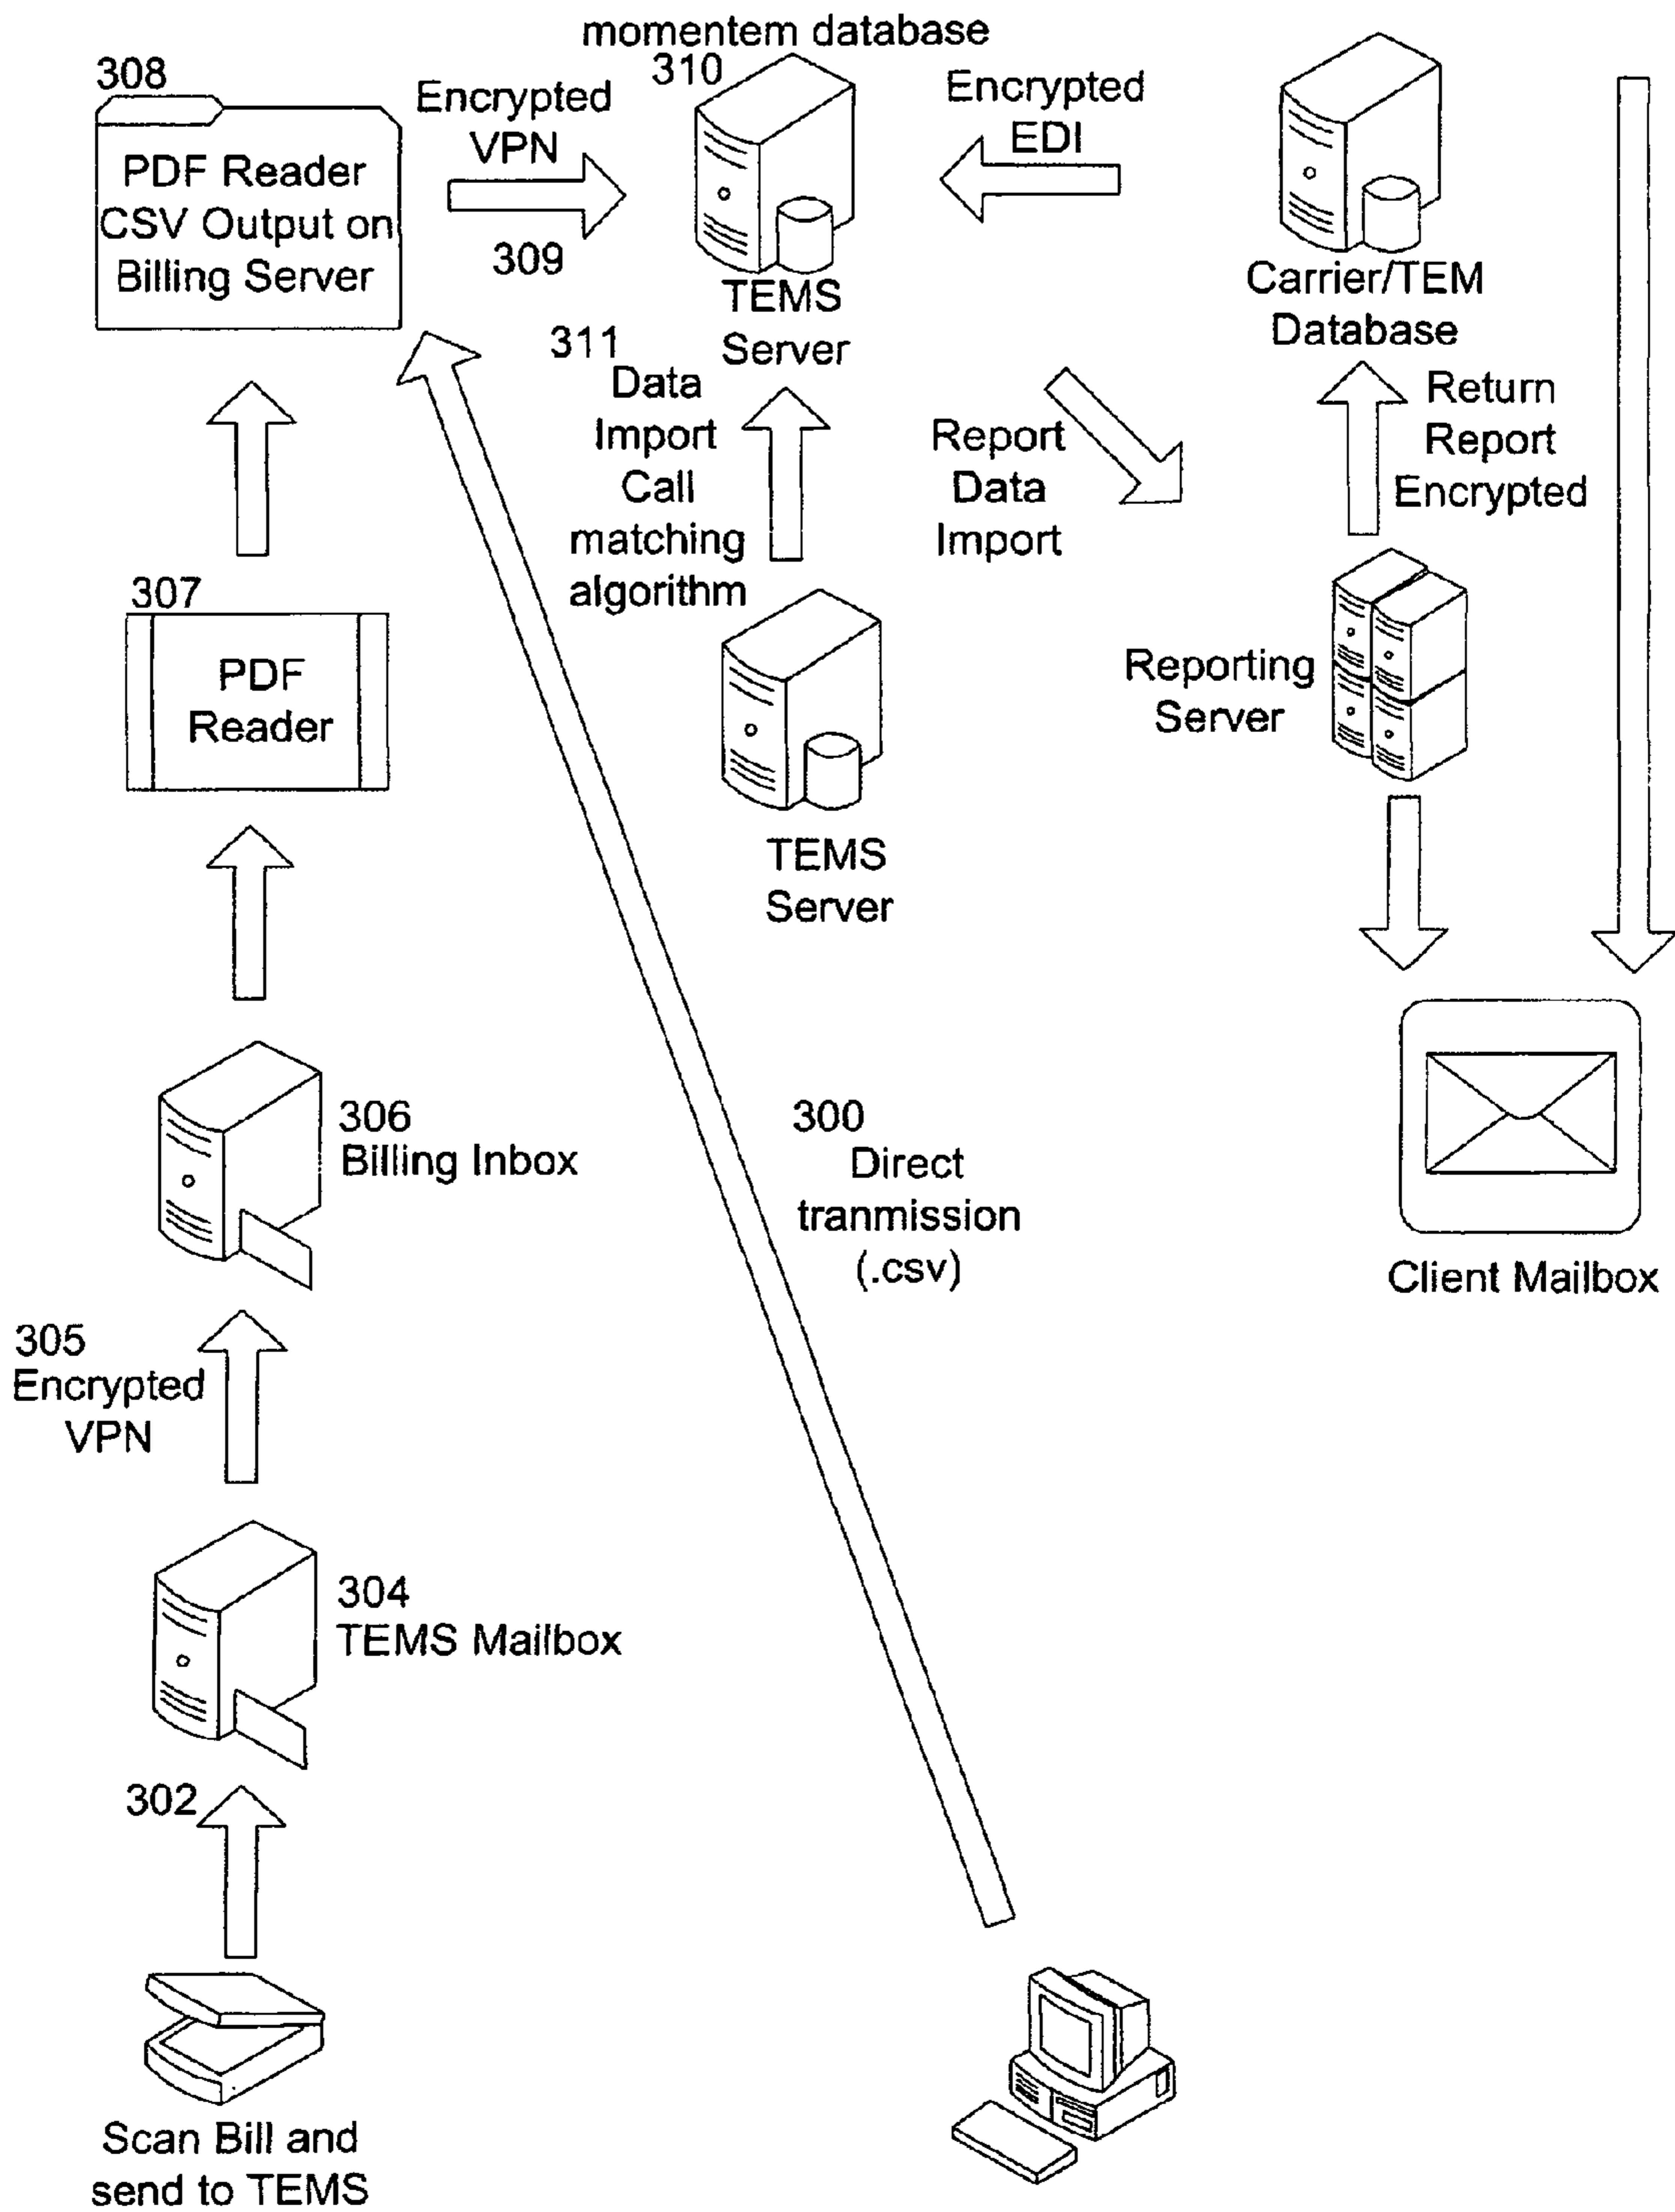 momentem database
308
310
Encrypted
VPN
Encrypted
EDI
PDF Reader
CSV Output on
Billing Server
309
TEMS
Server
Carrier/TEM
Database
311
Data
Import
Call
matching
algorithm
Report
Data
Import
Return
Report
Encrypted
307
PDF
Reader
Reporting
Server
TEMS
Server
306
Billing Inbox
300
Direct
tranmission
(.csv)
Client Mailbox
305
Encrypted
VPN
304
TEMS Mailbox
302
Scan Bill and
send to TEMS